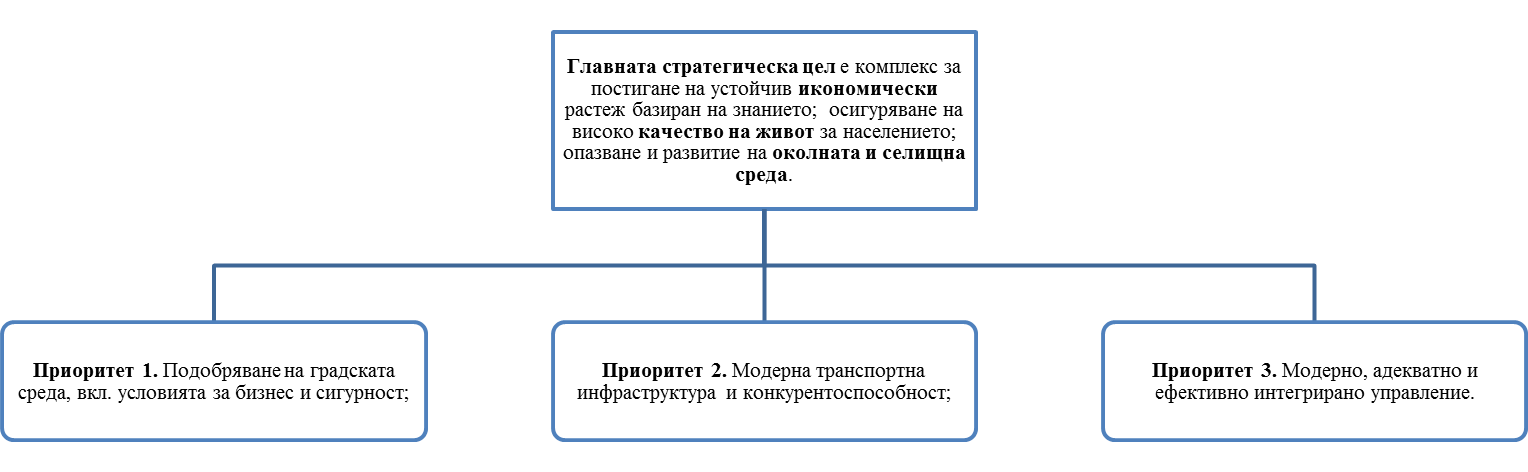 Главната стратегическа цел е комплекс за
постигане на устойчив икономически
растеж базиран на знанието;  осигуряване на
високо качество на живот за населението;
опазване и развитие на околната и селищна
среда.
Приоритет 1. Подобряване на градската
среда, вкл. условията за бизнес и сигурност;
Приоритет 2. Модерна транспортна
инфраструктура  и конкурентоспособност;
Приоритет 3. Модерно, адекватно и
ефективно интегрирано управление.